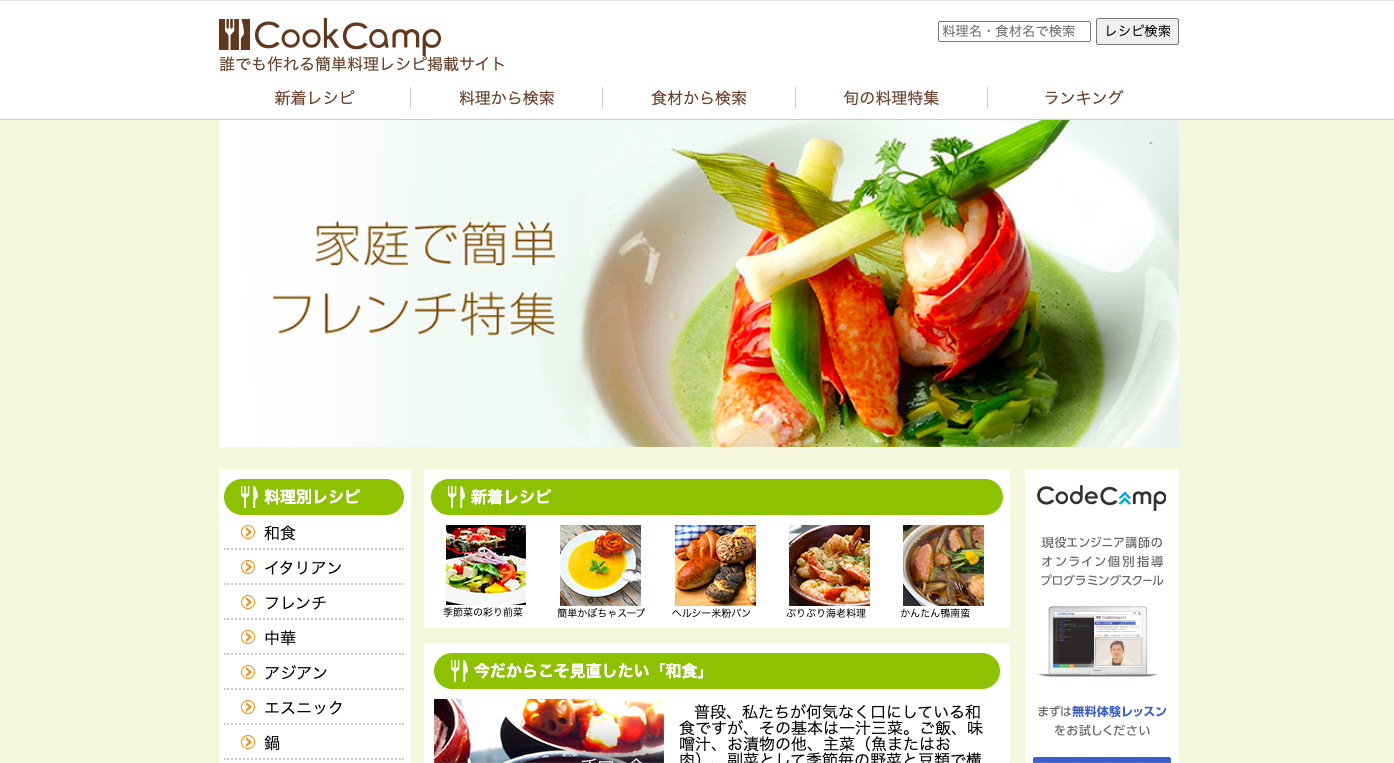 CookCamp
料理名・食材名で検索
レシピ検索
誰でも作れる簡単料理レシピ掲載サイト
新着レシピ
料理から検索
食材から検索
旬の料理特集
ランキング
家庭で簡単
フレンチ特集
料理別レシピ
和食
イタリアン
フレンチ
中華
アジアン
エスニック
鍋
新着レシピ
季節菜の彩り前菜
簡単かぼちゃスープ
ヘルシー米粉パン
ぷりぷり海老料理
かんたん鴨南蛮
今だからこそ見直したい「和食」
普段、私たちが何気なく口にしている和
食ですが、その基本は一汁三菜。ご飯、味
噌汁、お漬物の他、主菜（魚またはお
肉）、副菜として季節毎の野菜と豆類で構
CodeCamp
現役エンジニア講師の
オンライン個別指導
プログラミングスクール
まずは無料体験レッスン
をお試しください